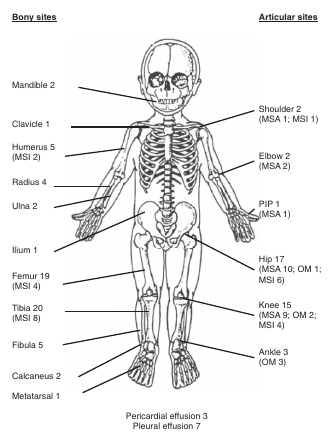 Bony sites
Articular sites
Mandible 2
Clavicle 1
Humerus 5
(MSI 2)
Radius 4
Ulna 2
Ilium 1
Femur 19
(MSI 4)
Tibia 20
(MSI 8)
Fibula 5
Calcaneus 2
Metatarsal 1
Shoulder 2
(MSA 1; MSI 1)
Elbow 2
(MSA 2)
PIP 1
(MSA 1)
Hip 17
(MSA 10; OM 1;
MSI 6)
Knee 15
(MSA 9; OM 2;
MSI 4)
Ankle 3
(OM 3)
Pericardial effusion 3
Pleural effusion 7